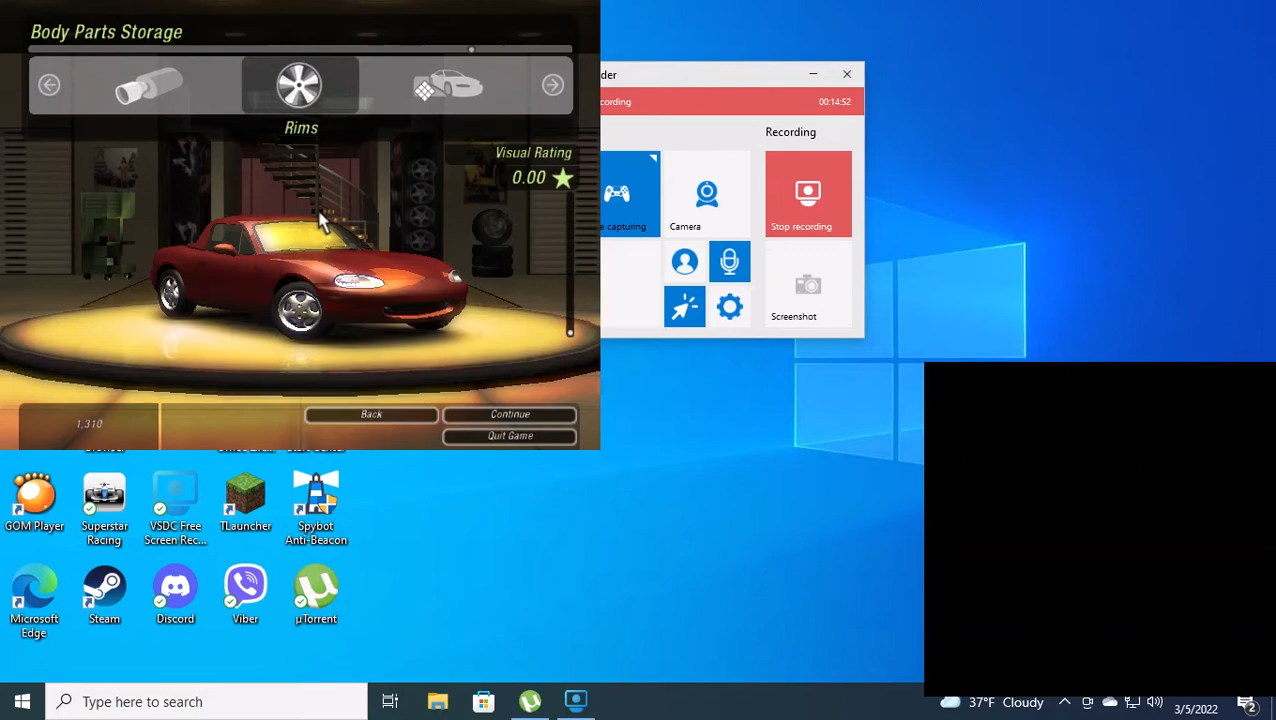 Body Parts Storage
Rims
Visual Rating
0.00
1,310
Back
Continue
Quit Game
der
cording
00:14:52
Recording
e capturing
Camera
Stop recording
Screenshot
GOM Player
Superstar Racing
VSDC Free Screen Rec...
TLauncher
Spybot Anti-Beacon
Microsoft Edge
Steam
Discord
Viber
µTorrent
Type here to search
37°F Cloudy
3/5/2022
2